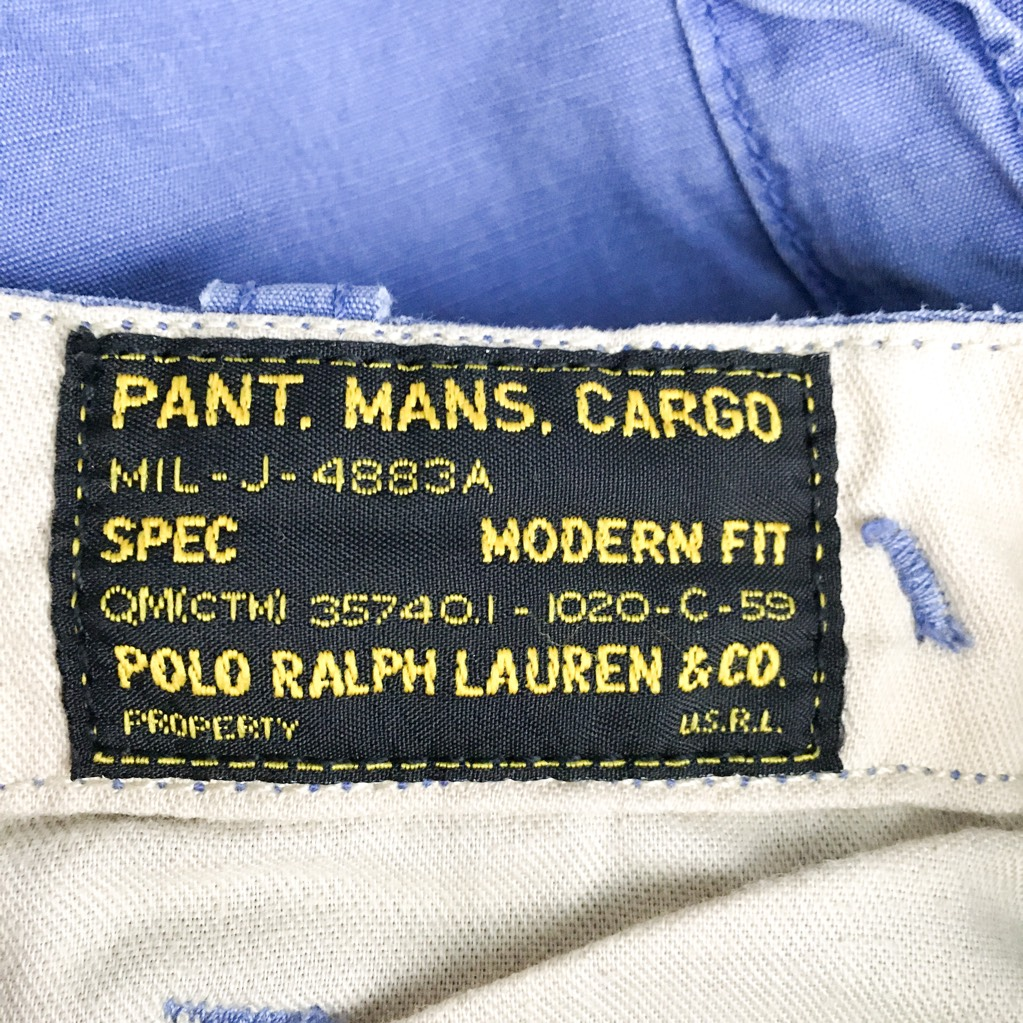 PANT. MANS. CARGO
MIL-J-4883A
SPEC MODERN FIT
QM(CTM) 35740.1-1020-C-59
POLO RALPH LAUREN & CO.
PROPERTY U.S.R.L.